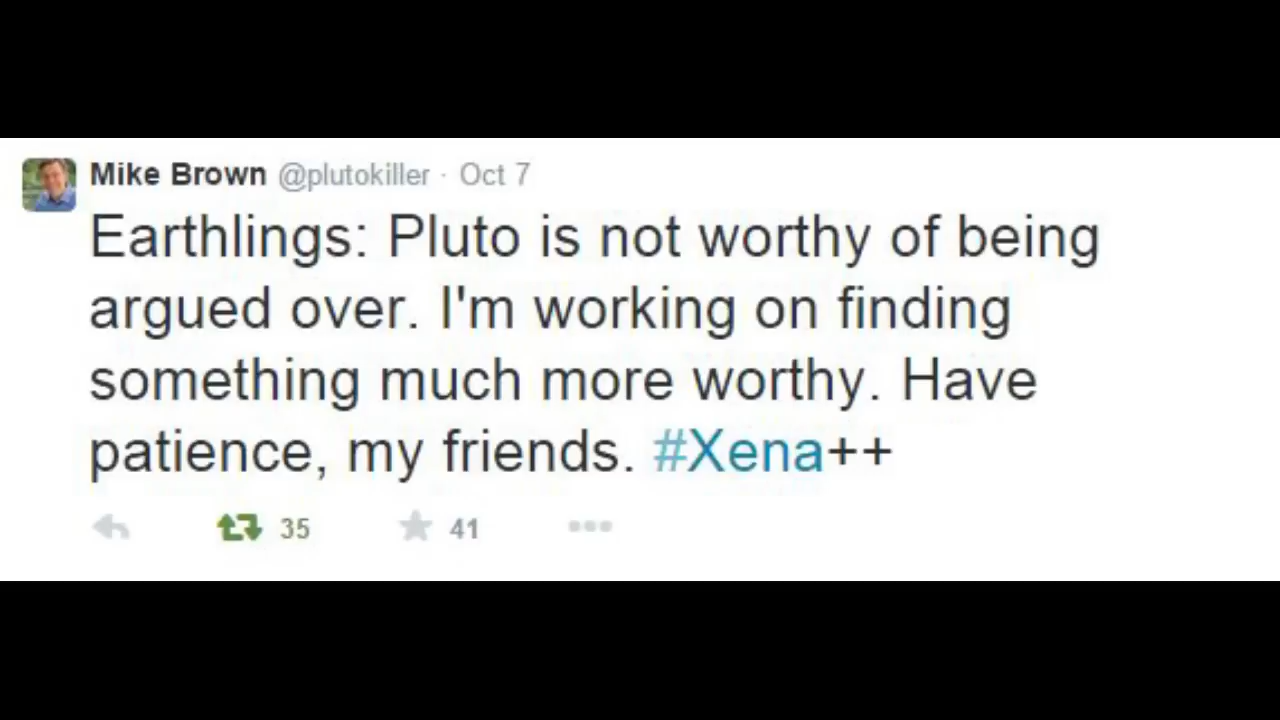 Mike Brown @plutokiller · Oct 7
Earthlings: Pluto is not worthy of being
argued over. I'm working on finding
something much more worthy. Have
patience, my friends. #Xena++
35 41